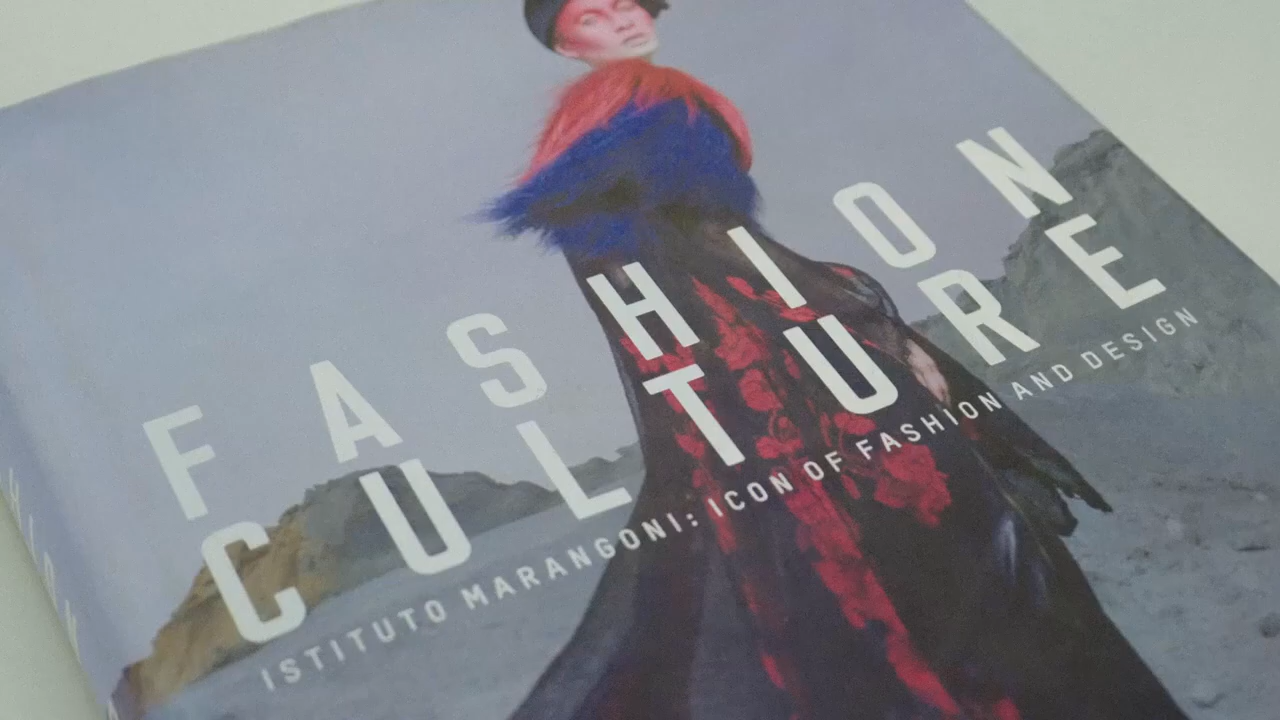 FASHION
CULTURE
ISTITUTO MARANGONI: ICON OF FASHION AND DESIGN